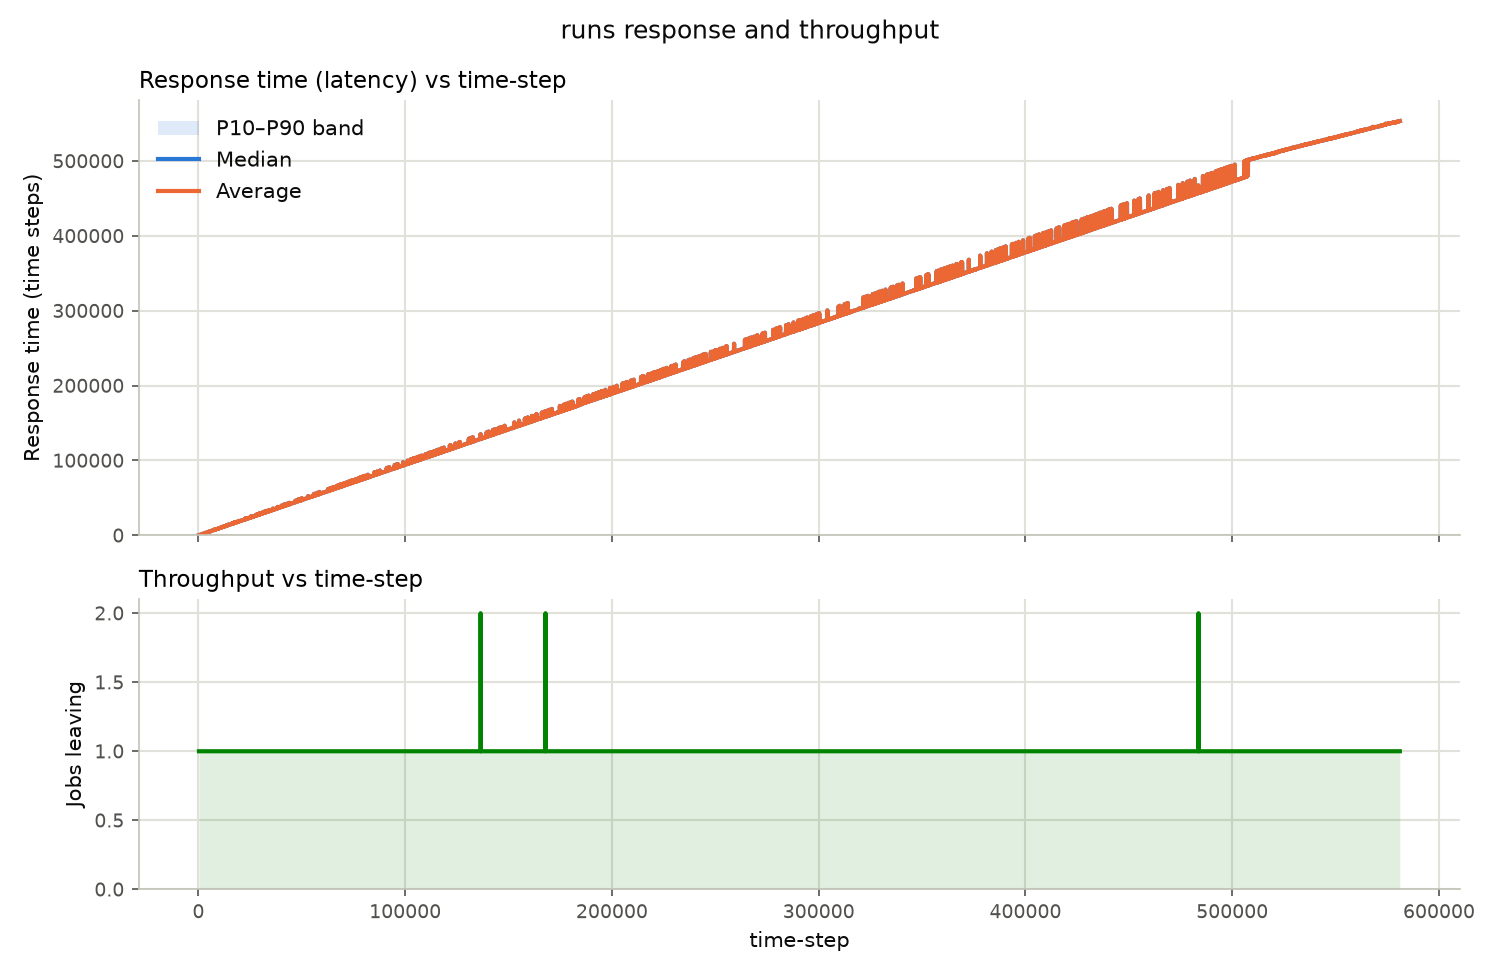 runs response and throughput
Response time (latency) vs time-step
P10–P90 band
Median
Average
Response time (time steps)
500000
400000
300000
200000
100000
0
Throughput vs time-step
Jobs leaving
2.0
1.5
1.0
0.5
0.0
0 100000 200000 300000 400000 500000 600000
time-step